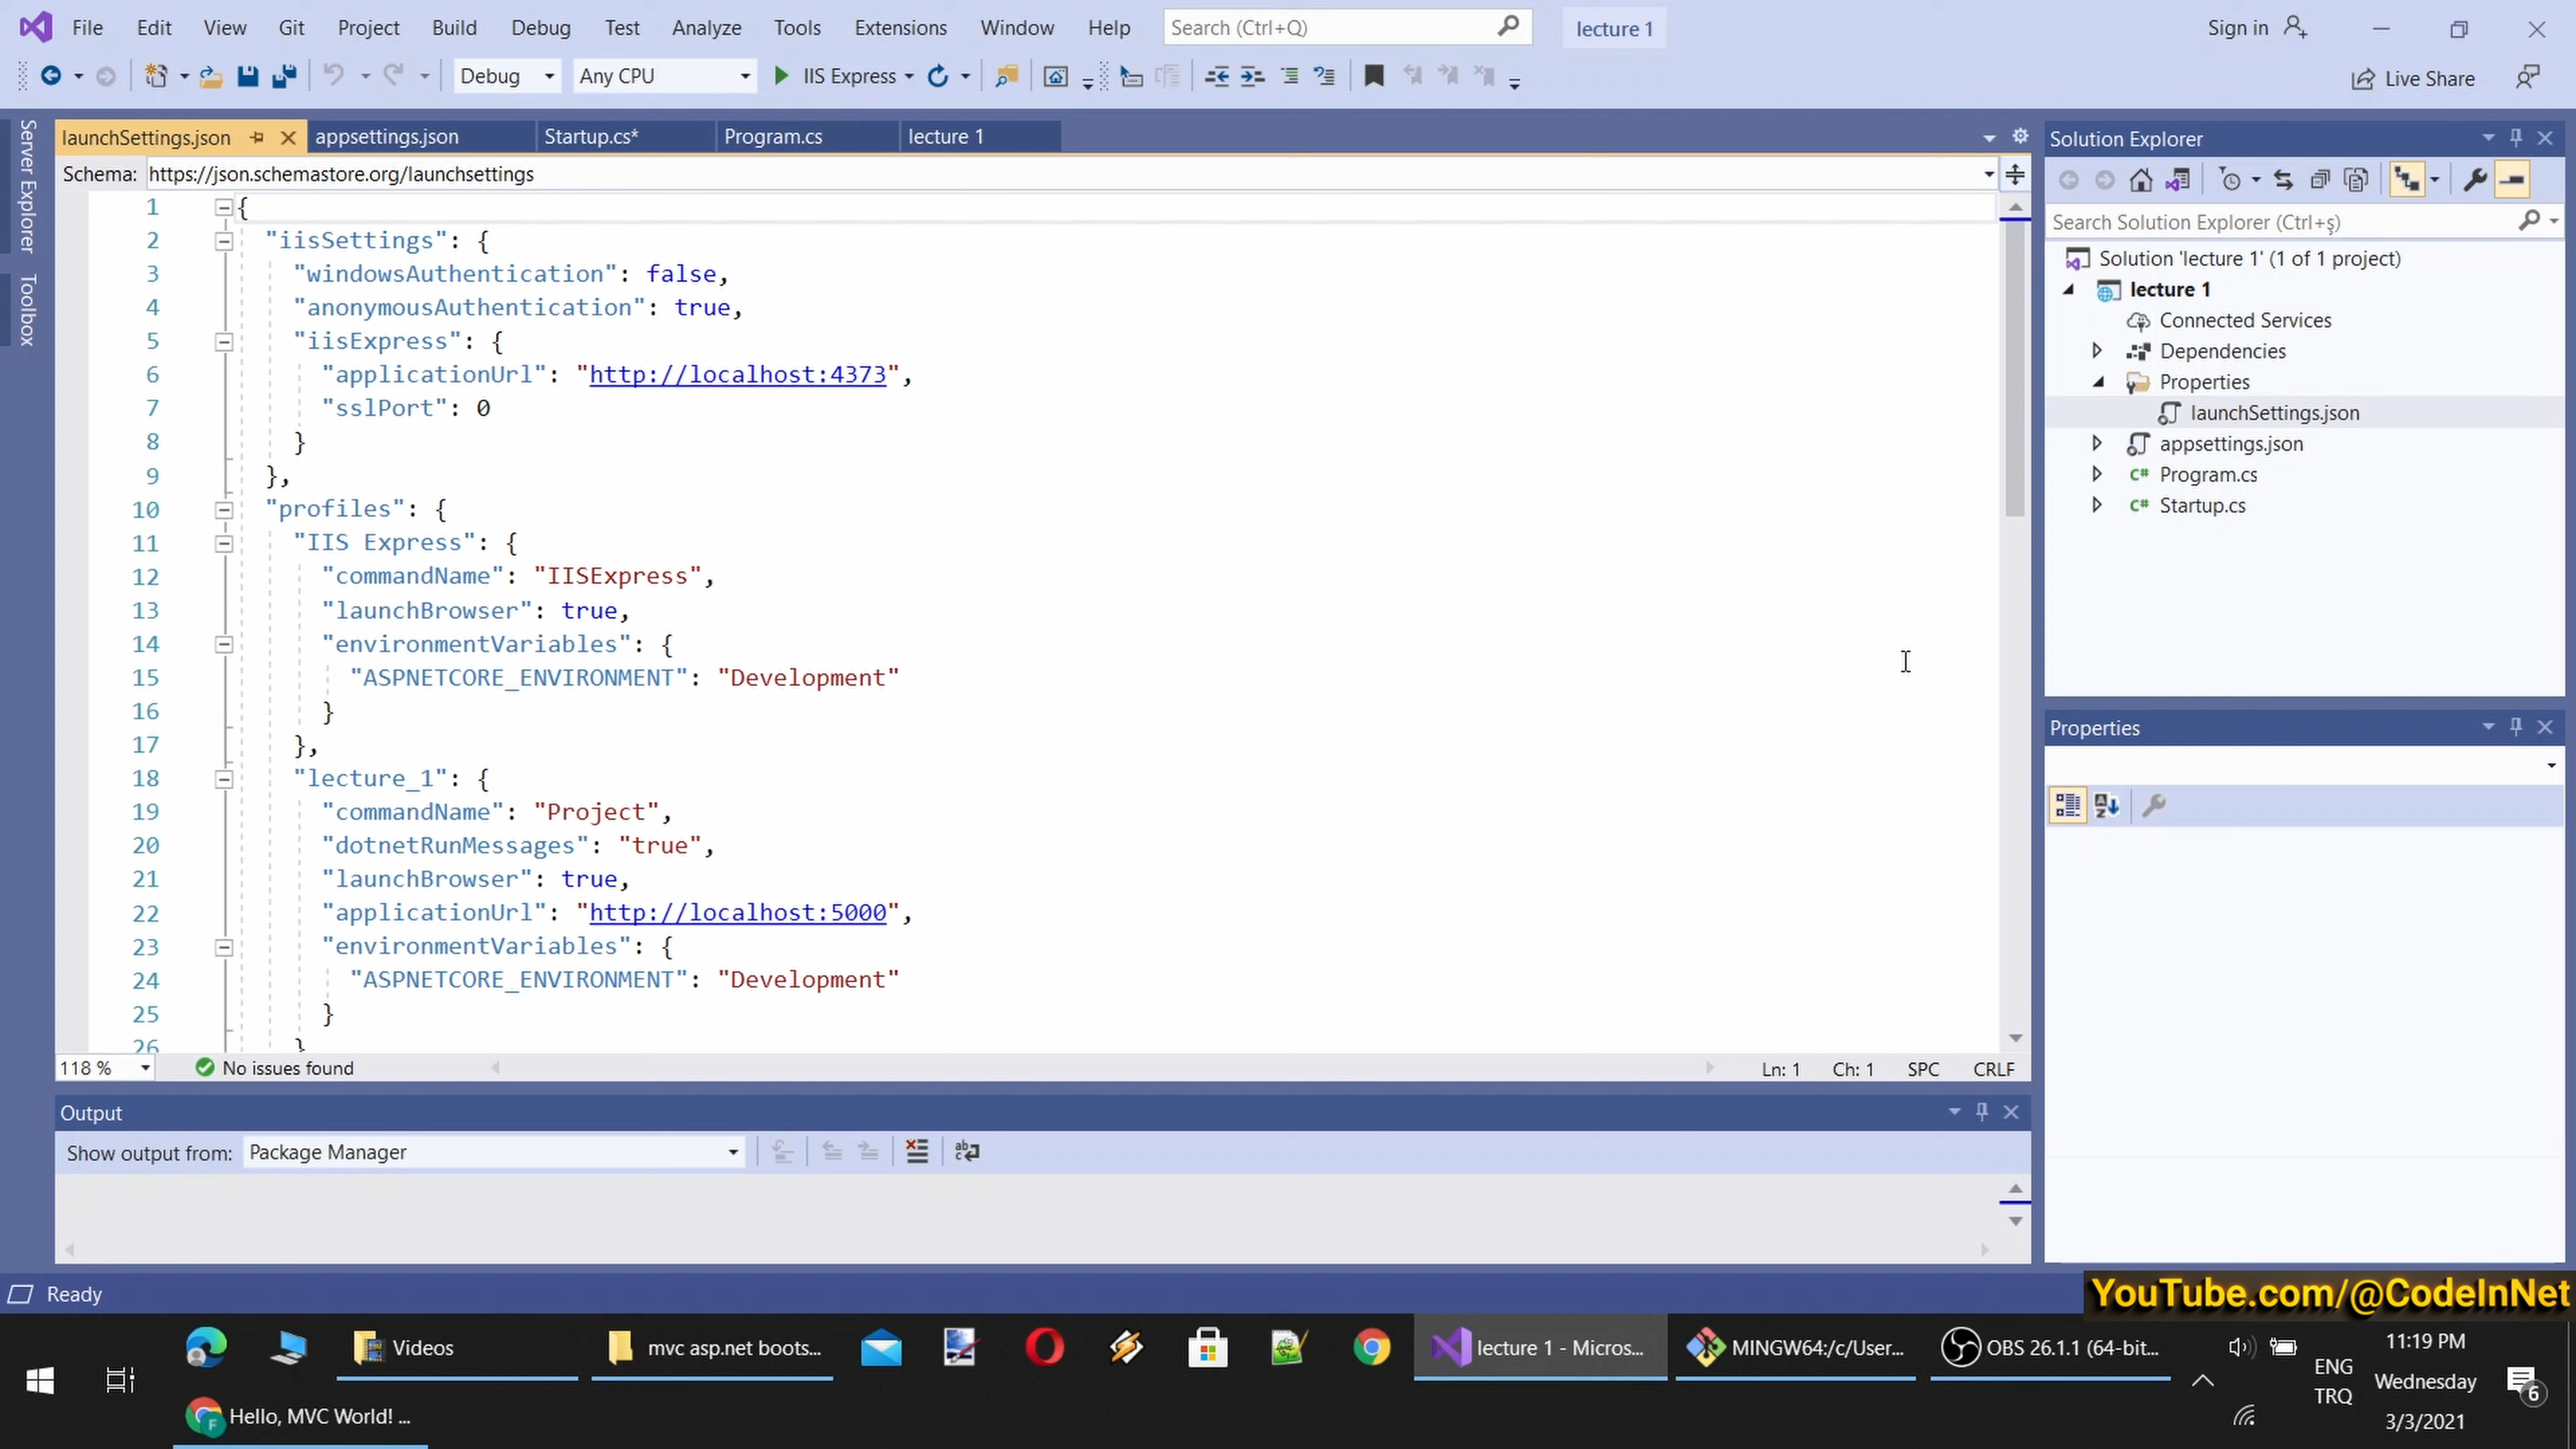 File Edit View Git Project Build Debug Test Analyze Tools Extensions Window Help Search (Ctrl+Q) lecture 1 Sign in
Debug Any CPU IIS Express Live Share
Server Explorer
Toolbox
launchSettings.json appsettings.json Startup.cs* Program.cs lecture 1
Schema: https://json.schemastore.org/launchsettings
1 {
2 "iisSettings": {
3 "windowsAuthentication": false,
4 "anonymousAuthentication": true,
5 "iisExpress": {
6 "applicationUrl": "http://localhost:4373",
7 "sslPort": 0
8 }
9 },
10 "profiles": {
11 "IIS Express": {
12 "commandName": "IISExpress",
13 "launchBrowser": true,
14 "environmentVariables": {
15 "ASPNETCORE_ENVIRONMENT": "Development"
16 }
17 },
18 "lecture_1": {
19 "commandName": "Project",
20 "dotnetRunMessages": "true",
21 "launchBrowser": true,
22 "applicationUrl": "http://localhost:5000",
23 "environmentVariables": {
24 "ASPNETCORE_ENVIRONMENT": "Development"
25 }
26 }
118 % No issues found Ln: 1 Ch: 1 SPC CRLF
Output
Show output from: Package Manager
Solution Explorer
Search Solution Explorer (Ctrl+ş)
Solution 'lecture 1' (1 of 1 project)
lecture 1
Connected Services
Dependencies
Properties
launchSettings.json
appsettings.json
C# Program.cs
C# Startup.cs
Properties
Ready
YouTube.com/@CodeInNet
Videos mvc asp.net boots... lecture 1 - Micros... MINGW64:/c/User... OBS 26.1.1 (64-bit...
Hello, MVC World! ...
ENG
TRQ
11:19 PM
Wednesday
3/3/2021
6